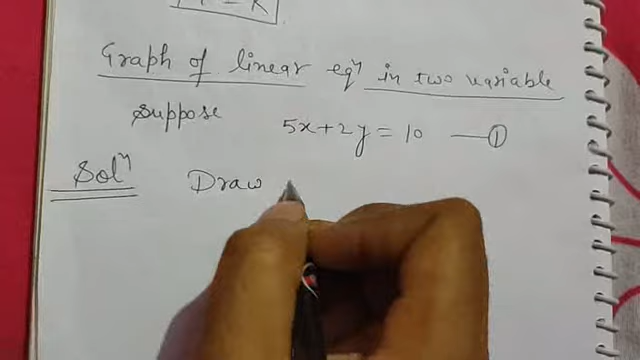 Graph of linear eqⁿ in two variable
Suppose 5x+2y = 10 —①
Solⁿ Draw